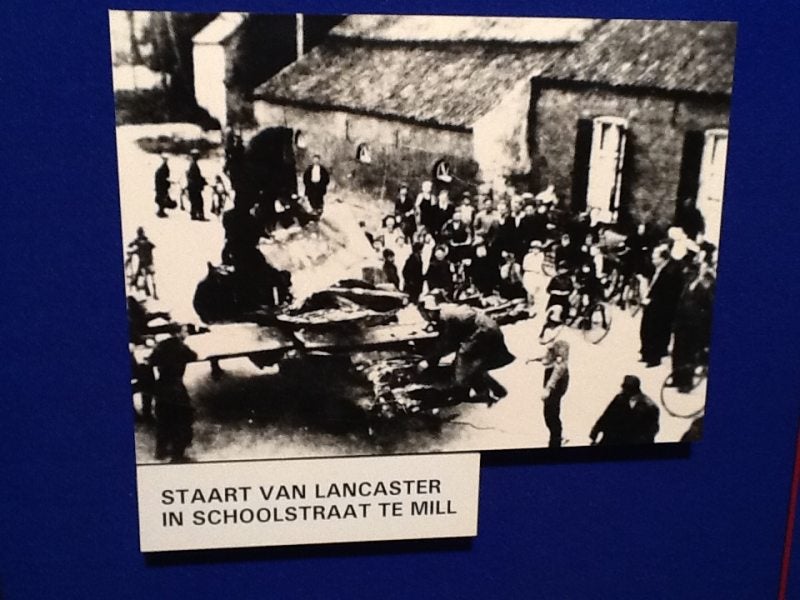 STAART VAN LANCASTER
IN SCHOOLSTRAAT TE MILL